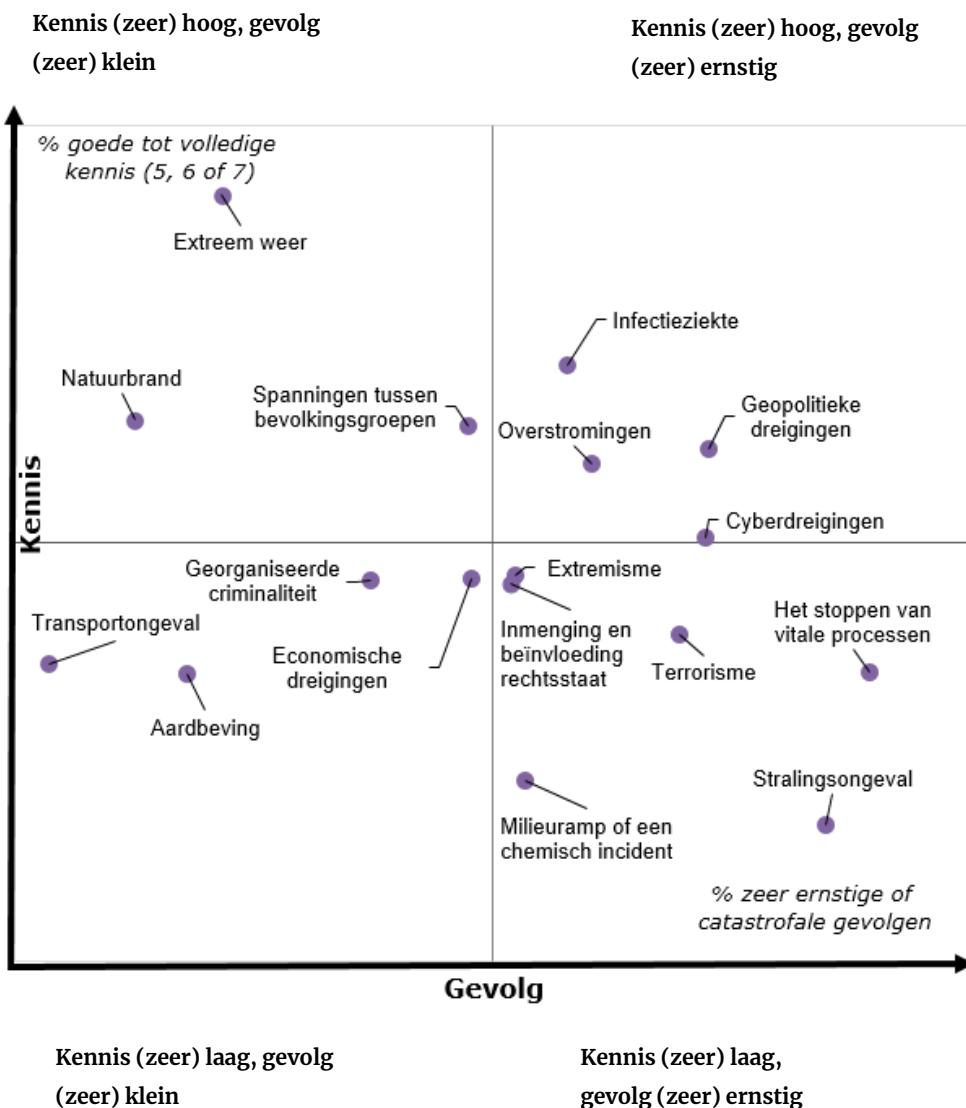 Kennis (zeer) hoog, gevolg
(zeer) klein
Kennis (zeer) hoog, gevolg
(zeer) ernstig
% goede tot volledige
kennis (5, 6 of 7)
Extreem weer
Infectieziekte
Natuurbrand
Spanningen tussen
bevolkingsgroepen
Geopolitieke
dreigingen
Overstromingen
Kennis
Cyberdreigingen
Georganiseerde
criminaliteit
Extremisme
Transportongeval
Economische
dreigingen
Inmenging en
beïnvloeding
rechtsstaat
Het stoppen van
vitale processen
Terrorisme
Aardbeving
Stralingsongeval
Milieuramp of een
chemisch incident
% zeer ernstige of
catastrofale gevolgen
Gevolg
Kennis (zeer) laag, gevolg
(zeer) klein
Kennis (zeer) laag,
gevolg (zeer) ernstig